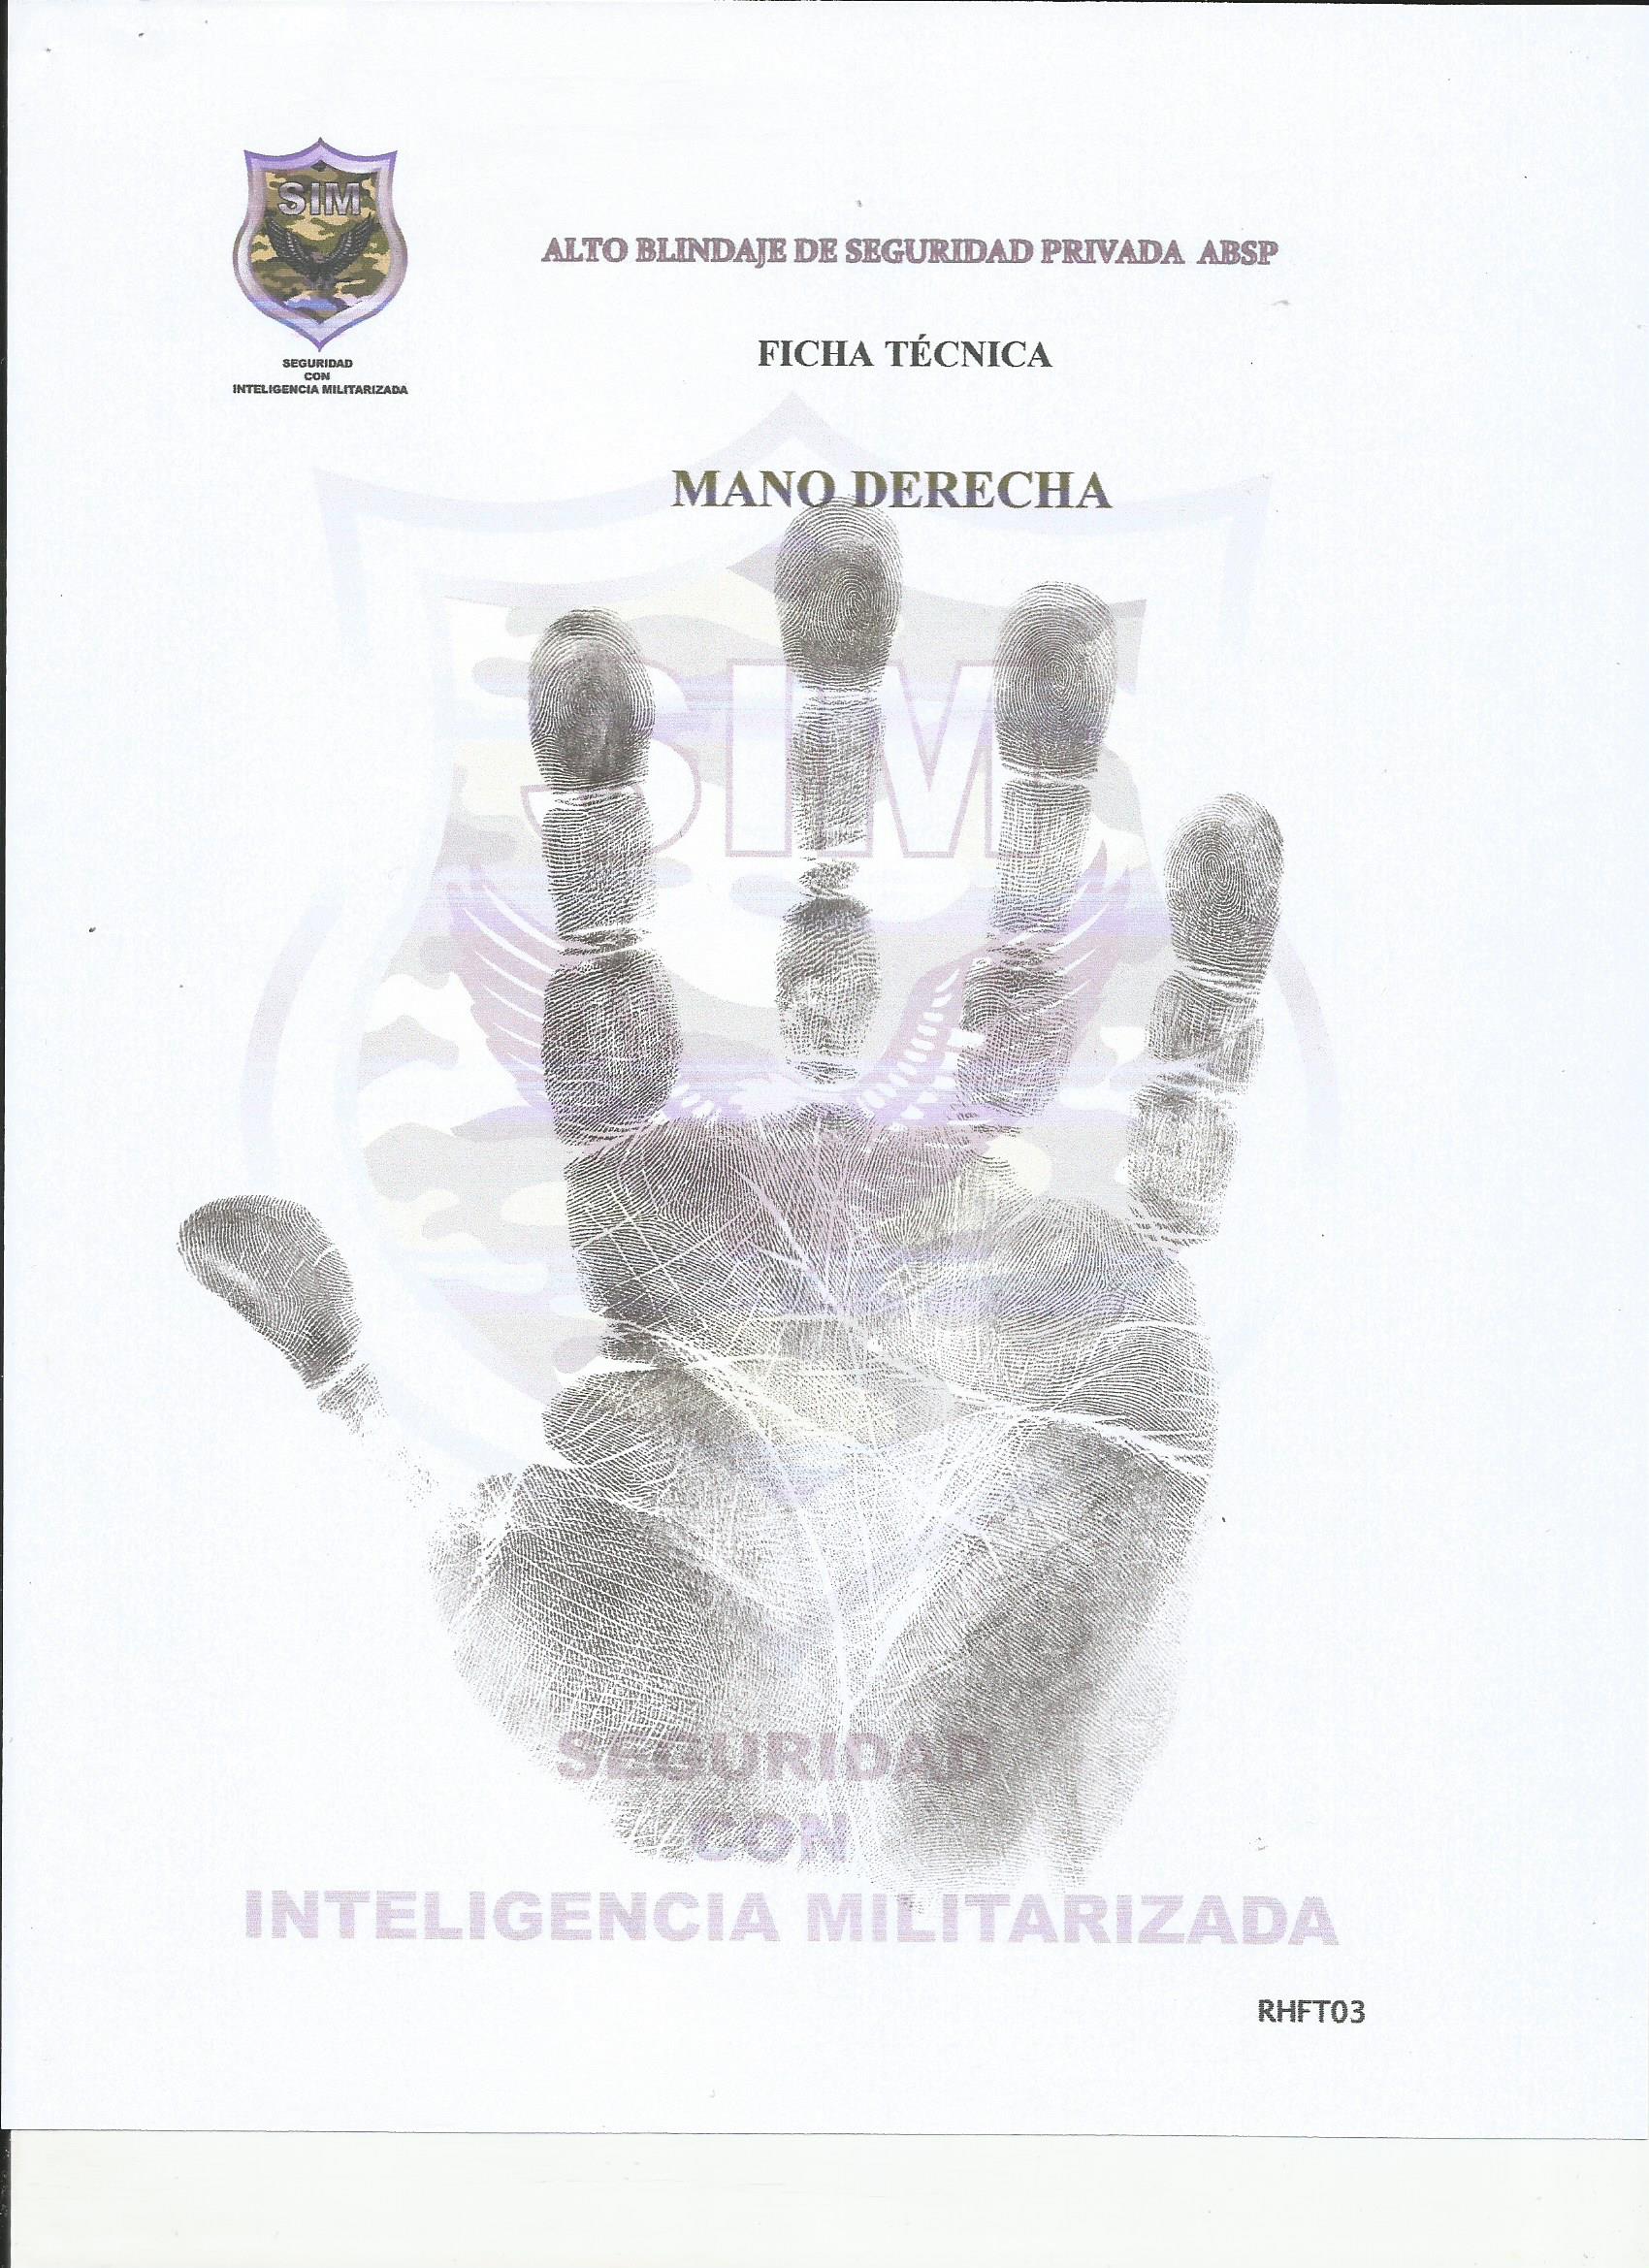 SIM
SEGURIDAD
CON
INTELIGENCIA MILITARIZADA
ALTO BLINDAJE DE SEGURIDAD PRIVADA ABSP
FICHA TÉCNICA
MANO DERECHA
SIM
SEGURIDAD
CON
INTELIGENCIA MILITARIZADA
RHFT03